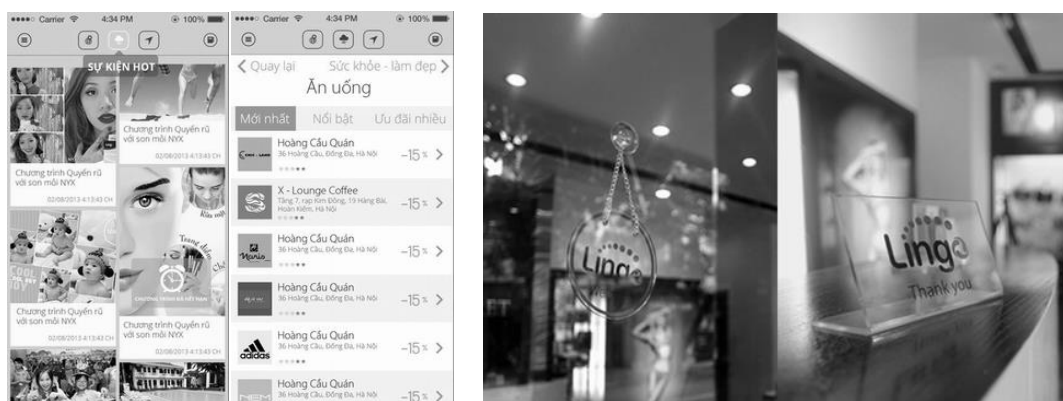 Carrier 4:34 PM 100%
SỰ KIỆN HOT
Chương trình Quyến rũ
với son môi NYX
02/08/2013 4:13:43 CH
Chương trình Quyến rũ
với son môi NYX
02/08/2013 4:13:43 CH
Trang điểm
CHƯƠNG TRÌNH ĐÃ HẾT HẠN
Chương trình Quyến rũ
với son môi NYX
02/08/2013 4:13:43 CH
Chương trình Quyến rũ
với son môi NYX
02/08/2013 4:13:43 CH
Carrier 4:34 PM 100%
Quay lại Sức khỏe - làm đẹp
Ăn uống
Mới nhất Nổi bật Ưu đãi nhiều
Hoàng Cầu Quán
36 Hoàng Cầu, Đống Đa, Hà Nội
-15%
X - Lounge Coffee
Tầng 7, rạp Kim Đồng, 19 Hàng Bài,
Hoàn Kiếm, Hà Nội
-15%
Hoàng Cầu Quán
36 Hoàng Cầu, Đống Đa, Hà Nội
-15%
Hoàng Cầu Quán
36 Hoàng Cầu, Đống Đa, Hà Nội
-15%
adidas
Hoàng Cầu Quán
36 Hoàng Cầu, Đống Đa, Hà Nội
-15%
NEM
Hoàng Cầu Quán
36 Hoàng Cầu, Đống Đa, Hà Nội
-15%
Lingo
Lingo
Thank you